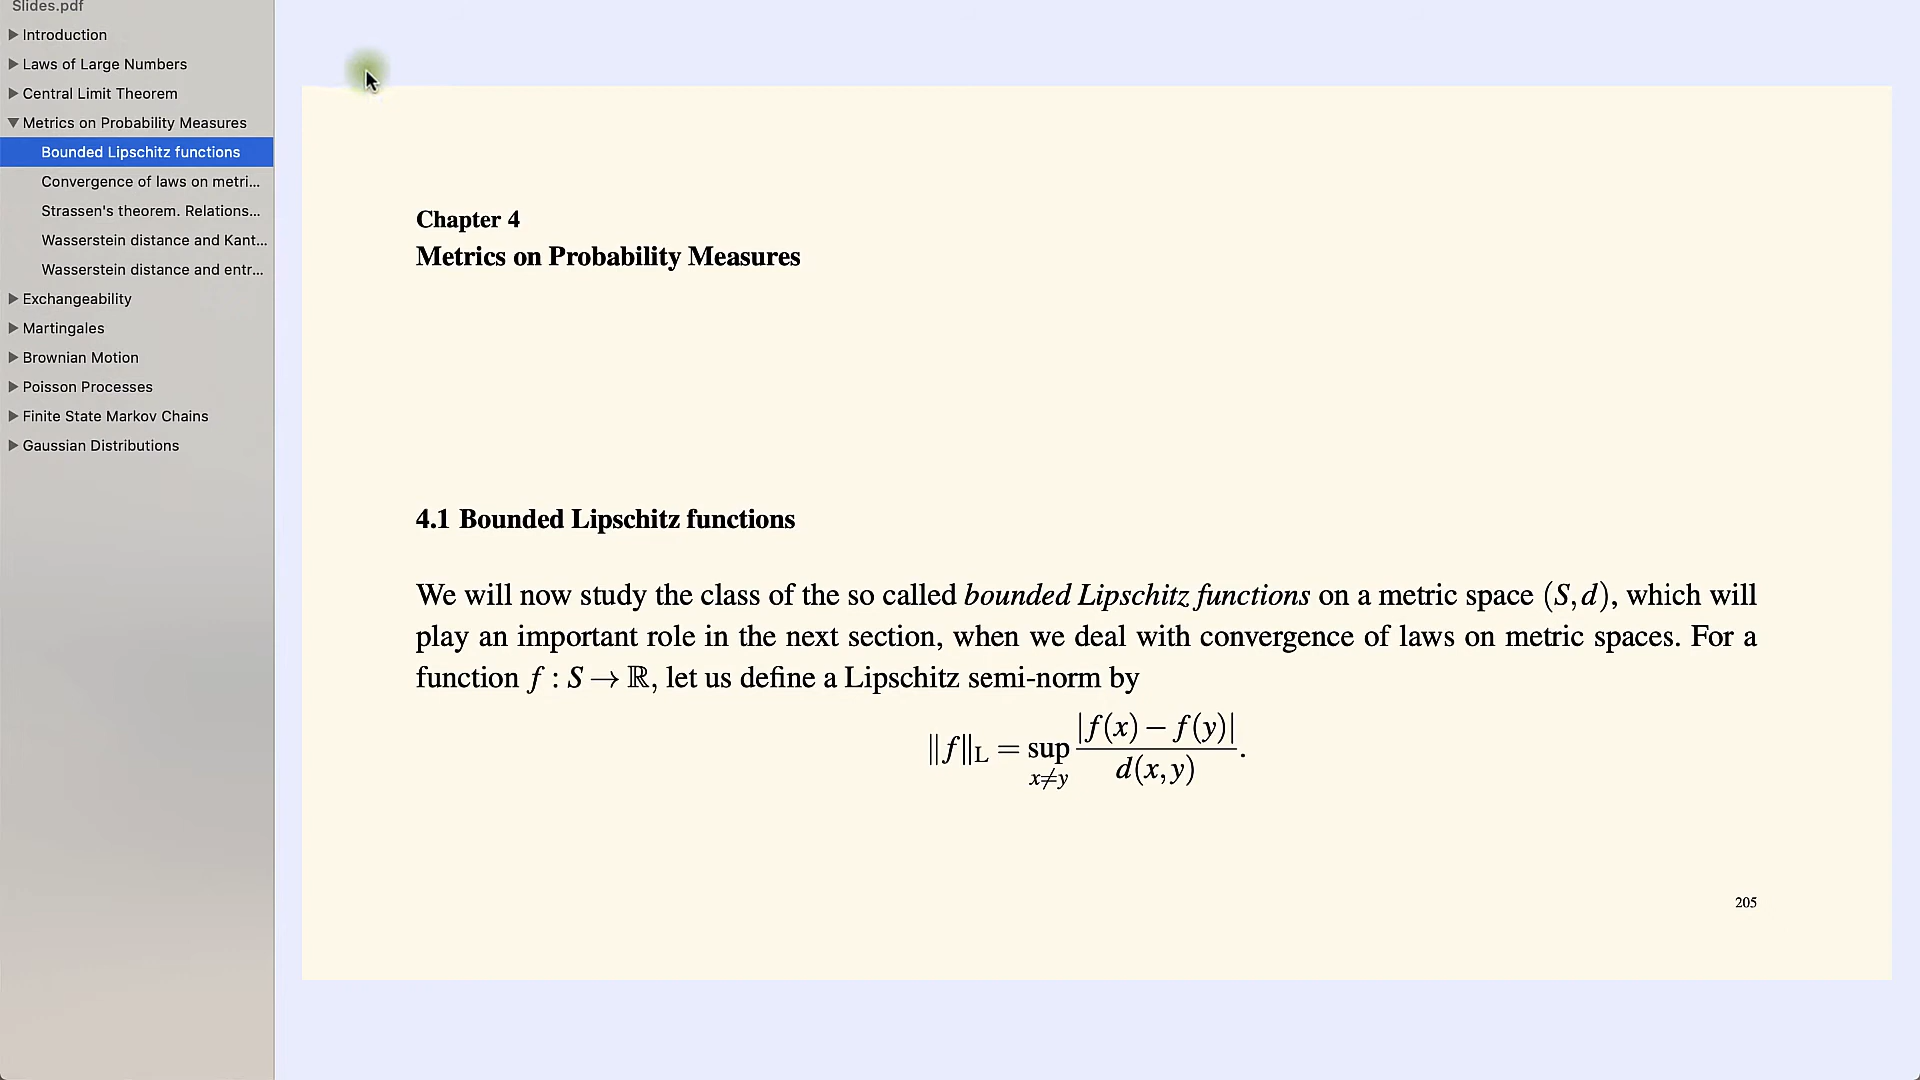 Slides.pdf
Introduction
Laws of Large Numbers
Central Limit Theorem
Metrics on Probability Measures
Bounded Lipschitz functions
Convergence of laws on metri...
Strassen's theorem. Relations...
Wasserstein distance and Kant...
Wasserstein distance and entr...
Exchangeability
Martingales
Brownian Motion
Poisson Processes
Finite State Markov Chains
Gaussian Distributions
Chapter 4
Metrics on Probability Measures
4.1 Bounded Lipschitz functions
We will now study the class of the so called bounded Lipschitz functions on a metric space (S,d), which will
play an important role in the next section, when we deal with convergence of laws on metric spaces. For a
function f : S → ℝ, let us define a Lipschitz semi-norm by
‖f‖L = sup x≠y |f(x) − f(y)| / d(x,y).
205